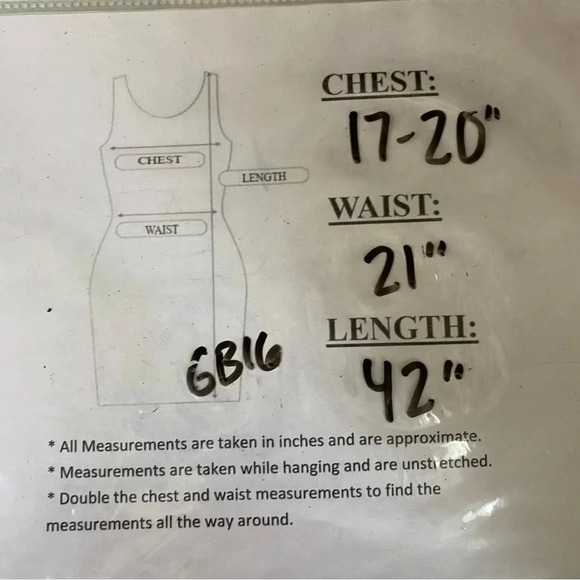 CHEST:
17-20"
CHEST
LENGTH
WAIST:
WAIST
21"
LENGTH:
GB16
42"
* All Measurements are taken in inches and are approximate.
* Measurements are taken while hanging and are unstretched.
* Double the chest and waist measurements to find the
measurements all the way around.